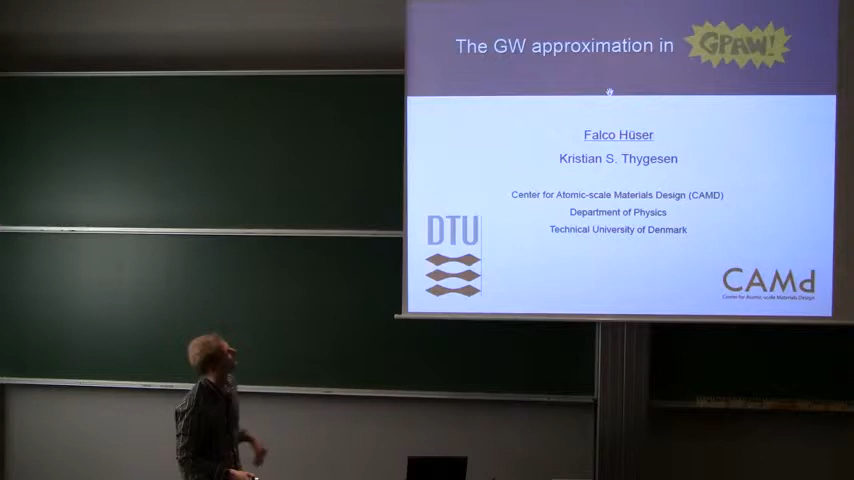 The GW approximation in GPAW!
Falco Hüser
Kristian S. Thygesen
Center for Atomic-scale Materials Design (CAMD)
Department of Physics
Technical University of Denmark
DTU
CAMd
Center for Atomic-scale Materials Design